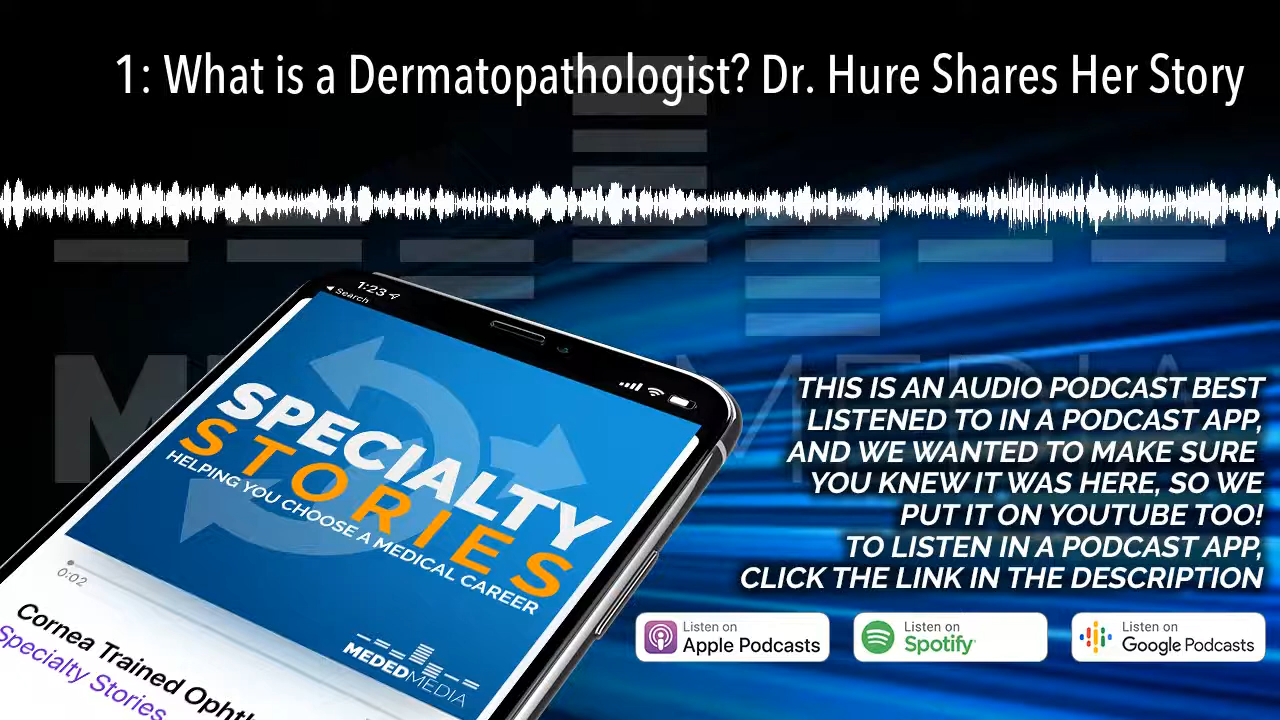 1: What is a Dermatopathologist? Dr. Hure Shares Her Story
1:23
Search
SPECIALTY
STORIES
HELPING YOU CHOOSE A MEDICAL CAREER
MEDEDMEDIA
0:02
Cornea Trained Ophth
Specialty Stories
THIS IS AN AUDIO PODCAST BEST
LISTENED TO IN A PODCAST APP,
AND WE WANTED TO MAKE SURE
YOU KNEW IT WAS HERE, SO WE
PUT IT ON YOUTUBE TOO!
TO LISTEN IN A PODCAST APP,
CLICK THE LINK IN THE DESCRIPTION
Listen on
Apple Podcasts
Listen on
Spotify
Listen on
Google Podcasts